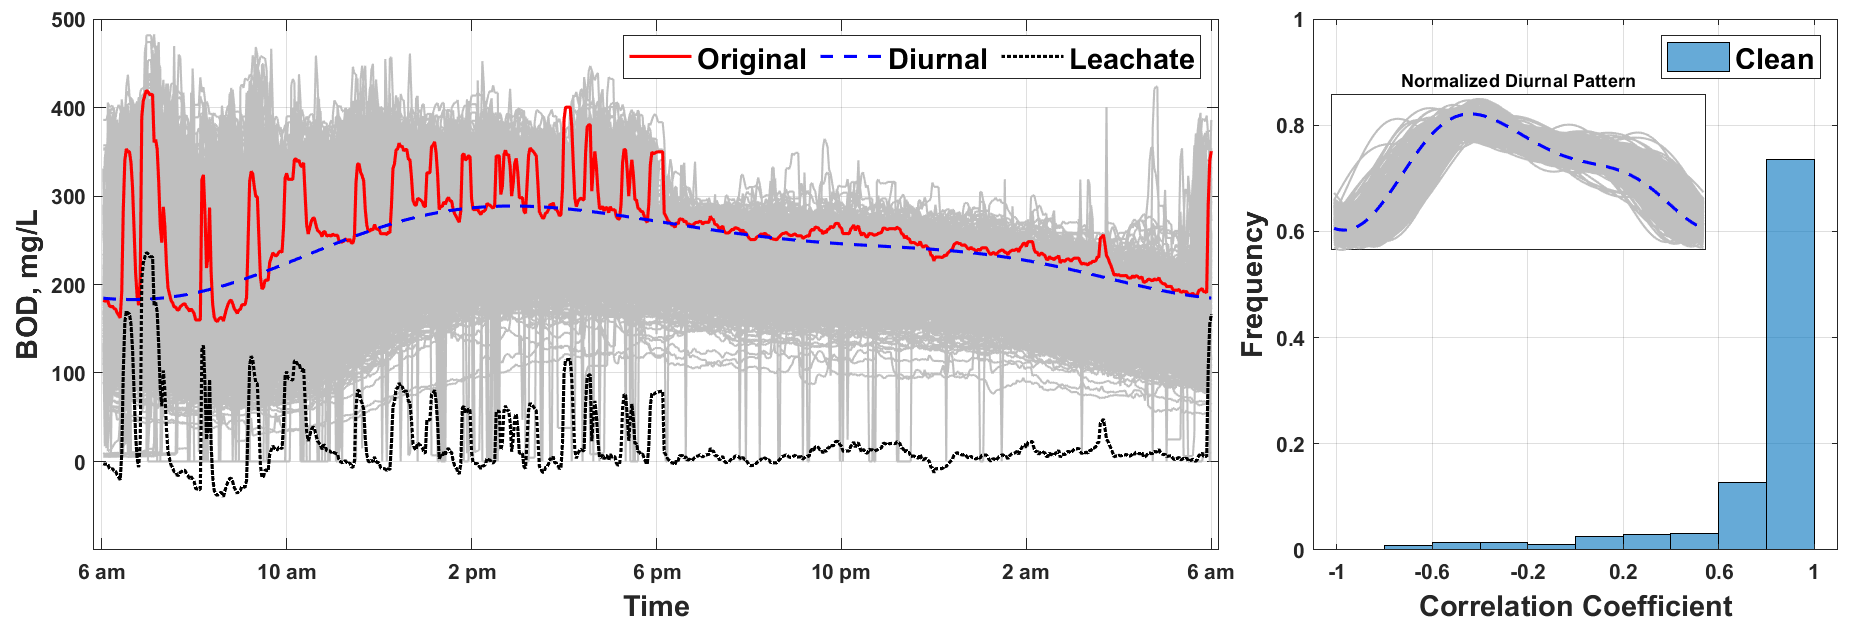 500
400
300
200
100
0
BOD, mg/L
Original Diurnal Leachate
6 am 10 am 2 pm 6 pm 10 pm 2 am 6 am
Time
1
0.8
0.6
0.4
0.2
0
Frequency
Clean
Normalized Diurnal Pattern
-1 -0.6 -0.2 0.2 0.6 1
Correlation Coefficient